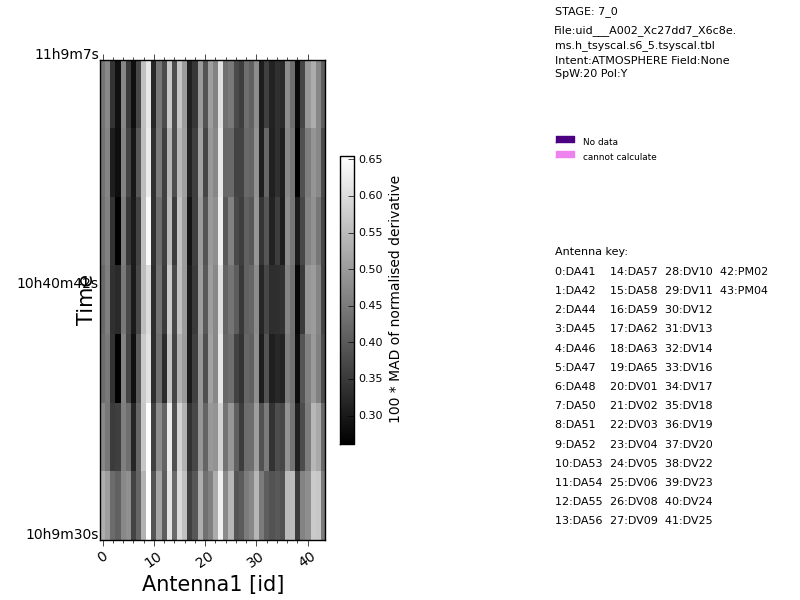 STAGE: 7_0
File:uid___A002_Xc27dd7_X6c8e.
ms.h_tsyscal.s6_5.tsyscal.tbl
Intent:ATMOSPHERE Field:None
SpW:20 Pol:Y
No data
cannot calculate
11h9m7s
10h9m30s
Time
0 10 20 30 40
Antenna1 [id]
0.65
0.60
0.55
0.50
0.45
0.40
0.35
0.30
100 * MAD of normalised derivative
Antenna key:
0:DA41 14:DA57 28:DV10 42:PM02
1:DA42 15:DA58 29:DV11 43:PM04
2:DA44 16:DA59 30:DV12
3:DA45 17:DA62 31:DV13
4:DA46 18:DA63 32:DV14
5:DA47 19:DA65 33:DV16
6:DA48 20:DV01 34:DV17
7:DA50 21:DV02 35:DV18
8:DA51 22:DV03 36:DV19
9:DA52 23:DV04 37:DV20
10:DA53 24:DV05 38:DV22
11:DA54 25:DV06 39:DV23
12:DA55 26:DV08 40:DV24
13:DA56 27:DV09 41:DV25